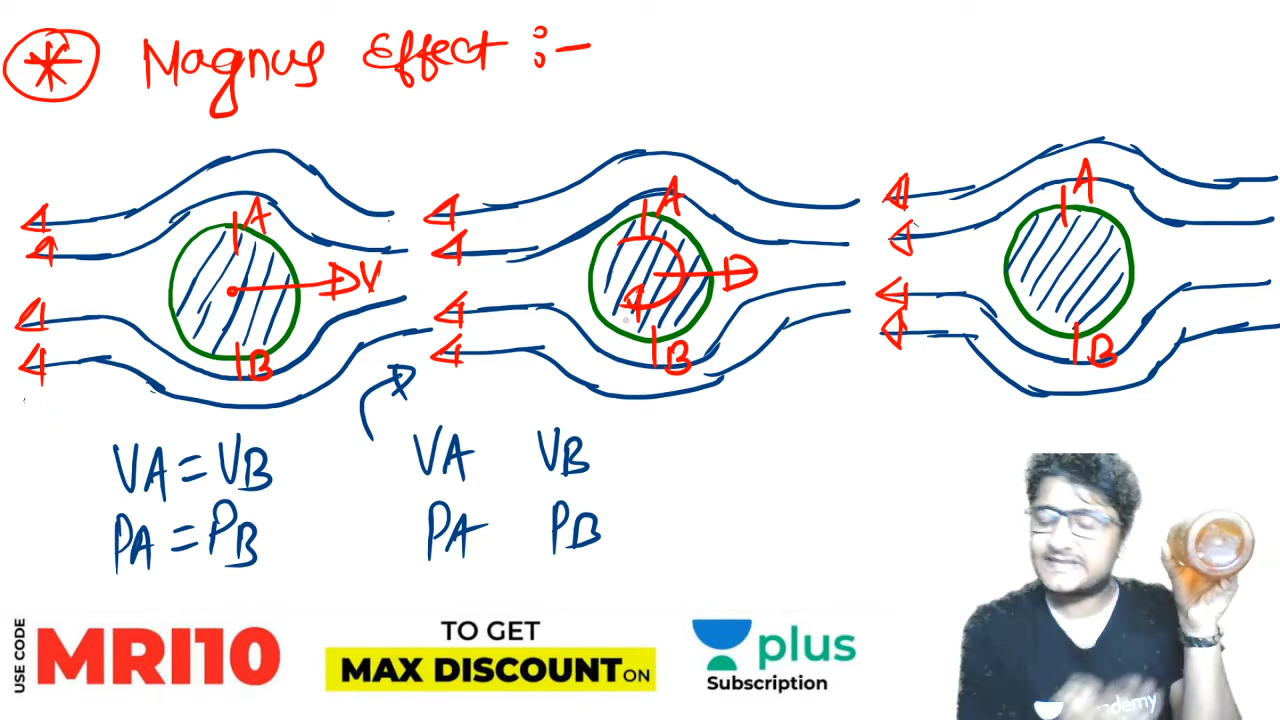 * Magnus Effect :-
A
V
B
A
B
A
B
VA = VB
PA = PB
VA VB
PA PB
USE CODE
MRI10
TO GET
MAX DISCOUNT ON
plus
Subscription